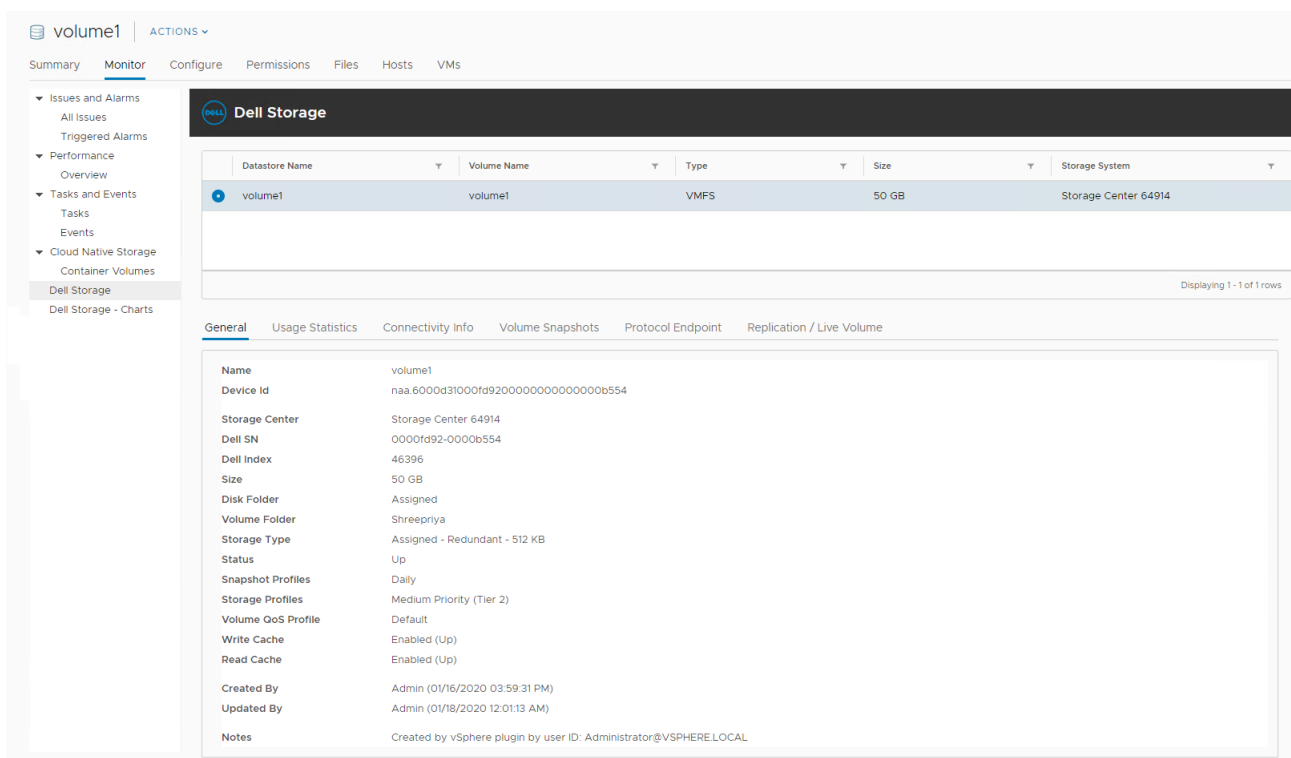 volume1 ACTIONS
Summary Monitor Configure Permissions Files Hosts VMs
Issues and Alarms
All Issues
Triggered Alarms
Performance
Overview
Tasks and Events
Tasks
Events
Cloud Native Storage
Container Volumes
Dell Storage
Dell Storage - Charts
DELL Dell Storage
Datastore Name Volume Name Type Size Storage System
volume1 volume1 VMFS 50 GB Storage Center 64914
Displaying 1 - 1 of 1 rows
General Usage Statistics Connectivity Info Volume Snapshots Protocol Endpoint Replication / Live Volume
Name volume1
Device Id naa.6000d31000fd9200000000000000b554
Storage Center Storage Center 64914
Dell SN 0000fd92-0000b554
Dell Index 46396
Size 50 GB
Disk Folder Assigned
Volume Folder Shreepriya
Storage Type Assigned - Redundant - 512 KB
Status Up
Snapshot Profiles Daily
Storage Profiles Medium Priority (Tier 2)
Volume QoS Profile Default
Write Cache Enabled (Up)
Read Cache Enabled (Up)
Created By Admin (01/16/2020 03:59:31 PM)
Updated By Admin (01/18/2020 12:01:13 AM)
Notes Created by vSphere plugin by user ID: Administrator@VSPHERE.LOCAL